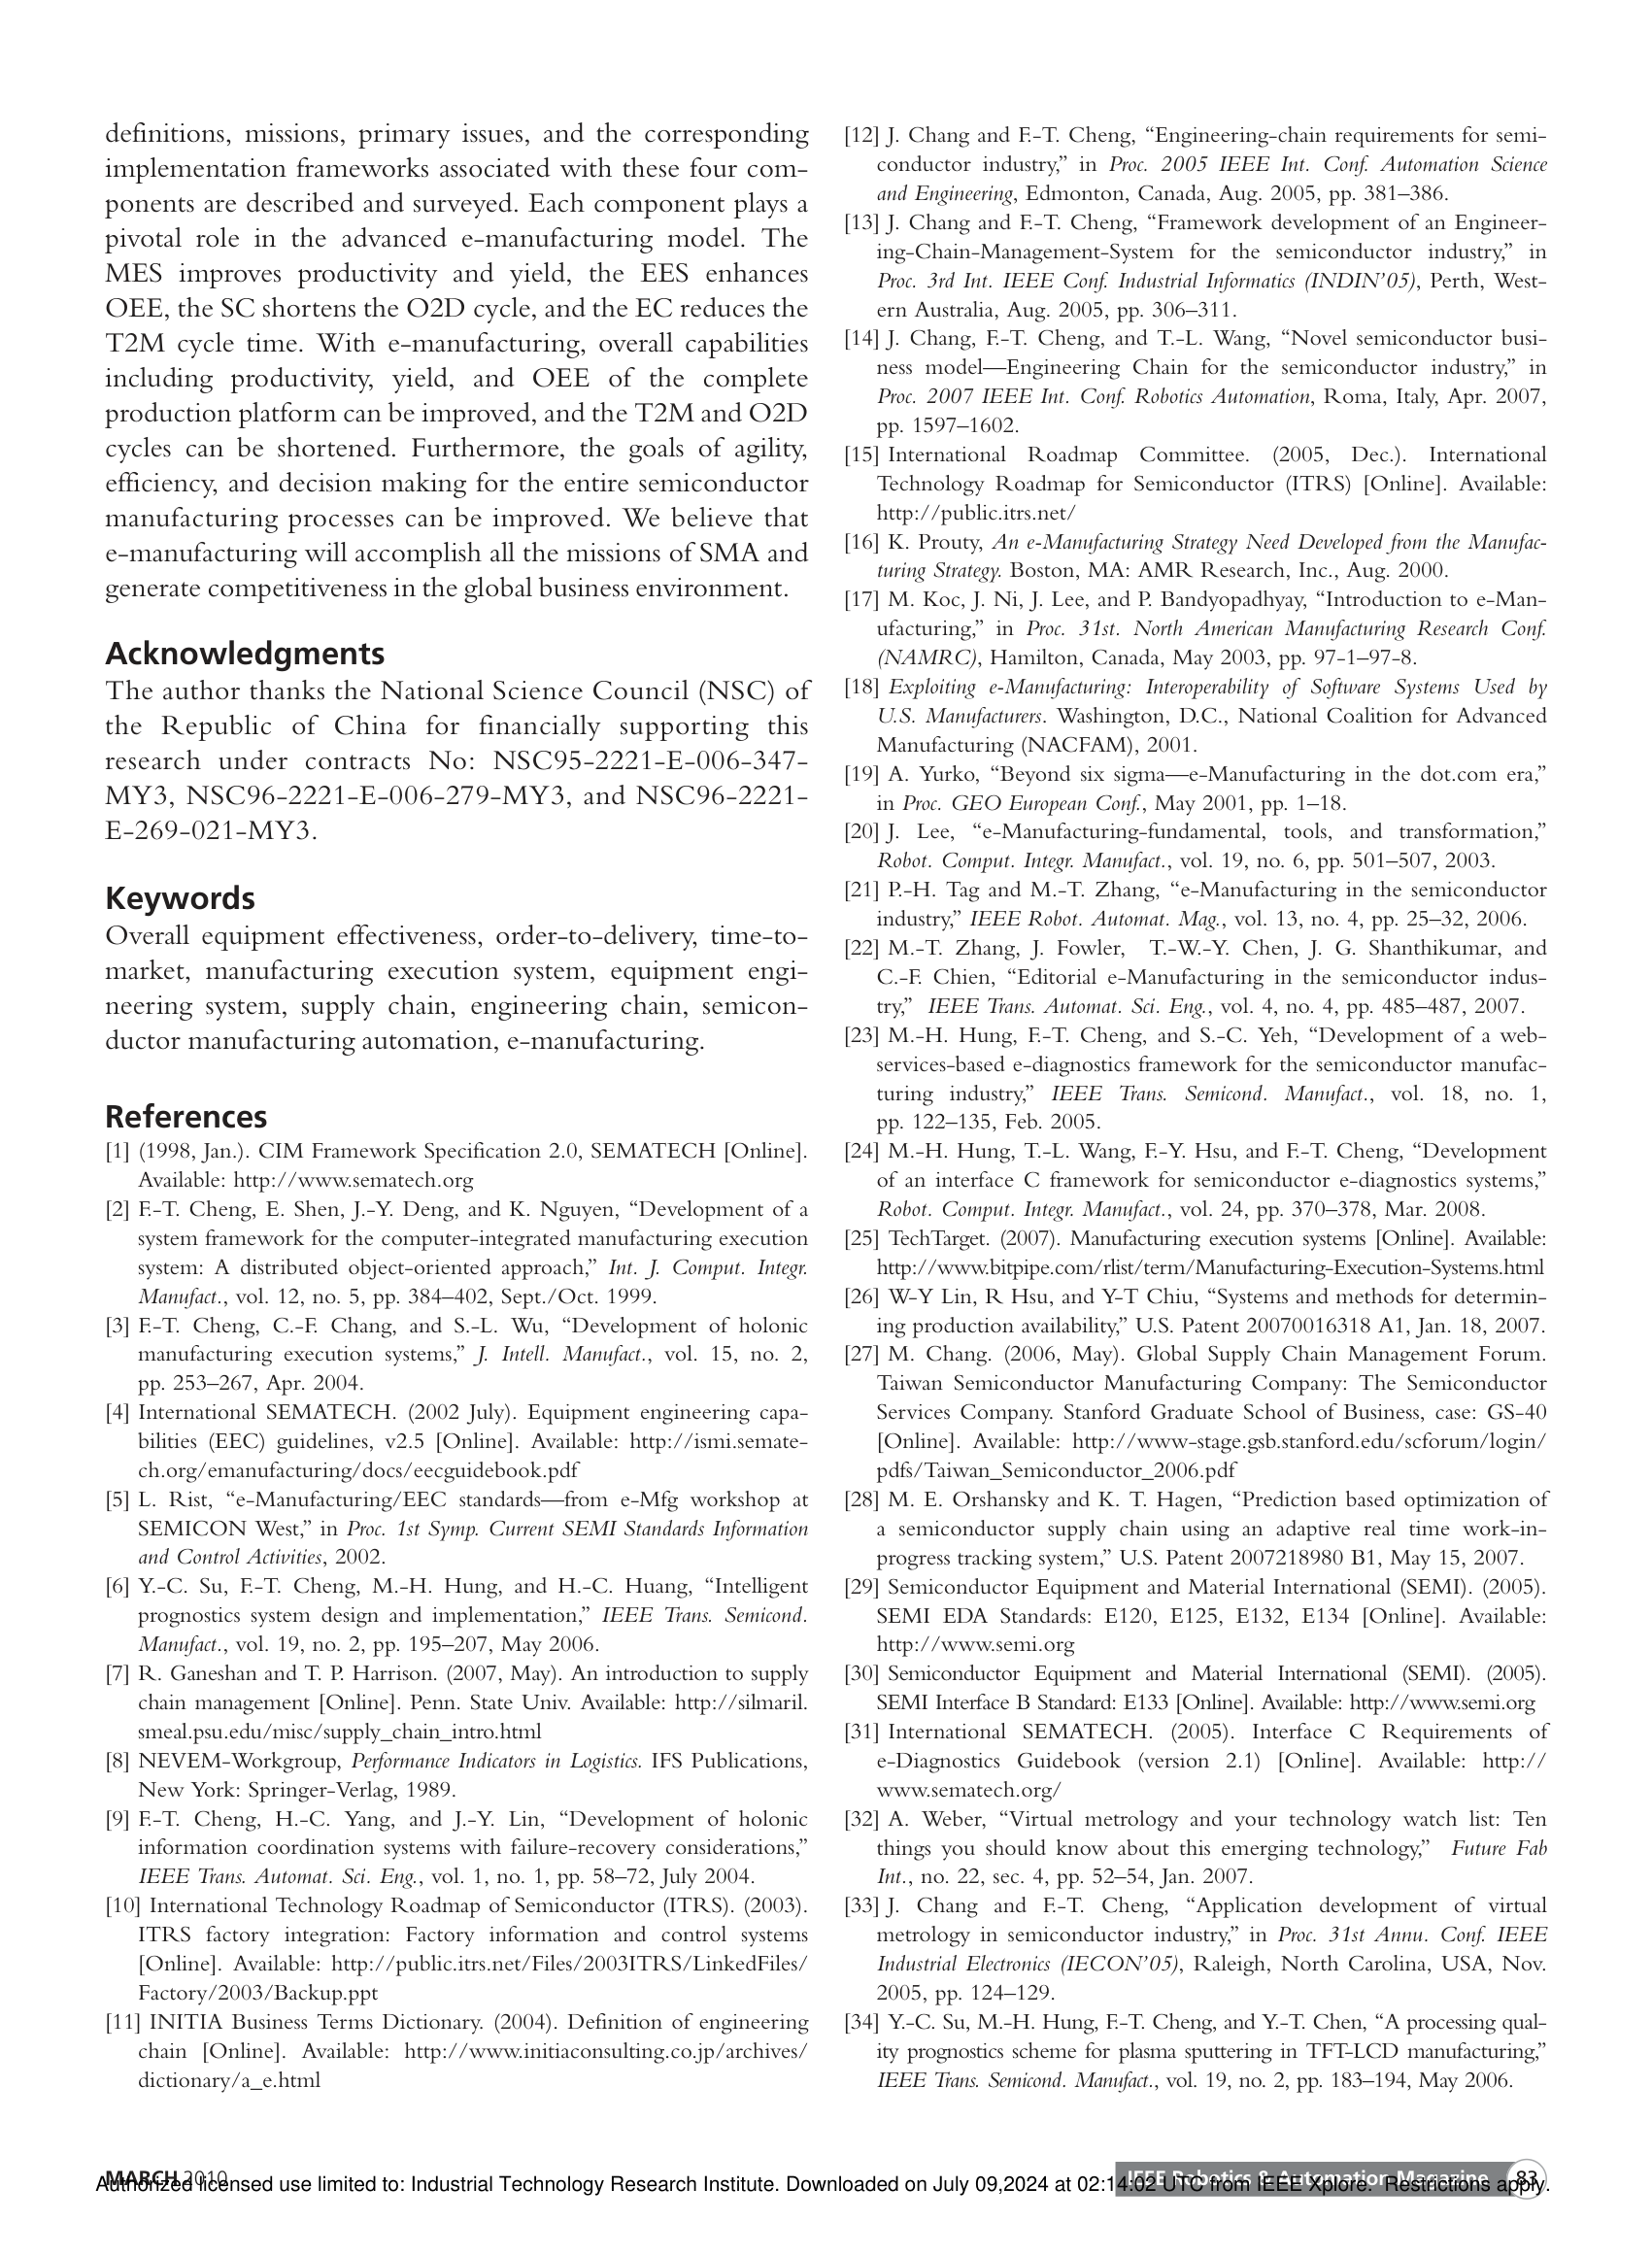 definitions, missions, primary issues, and the corresponding
implementation frameworks associated with these four com-
ponents are described and surveyed. Each component plays a
pivotal role in the advanced e-manufacturing model. The
MES improves productivity and yield, the EES enhances
OEE, the SC shortens the O2D cycle, and the EC reduces the
T2M cycle time. With e-manufacturing, overall capabilities
including productivity, yield, and OEE of the complete
production platform can be improved, and the T2M and O2D
cycles can be shortened. Furthermore, the goals of agility,
efficiency, and decision making for the entire semiconductor
manufacturing processes can be improved. We believe that
e-manufacturing will accomplish all the missions of SMA and
generate competitiveness in the global business environment.
Acknowledgments
The author thanks the National Science Council (NSC) of
the Republic of China for financially supporting this
research under contracts No: NSC95-2221-E-006-347-
MY3, NSC96-2221-E-006-279-MY3, and NSC96-2221-
E-269-021-MY3.
Keywords
Overall equipment effectiveness, order-to-delivery, time-to-
market, manufacturing execution system, equipment engi-
neering system, supply chain, engineering chain, semicon-
ductor manufacturing automation, e-manufacturing.
References
[1] (1998, Jan.). CIM Framework Specification 2.0, SEMATECH [Online].
Available: http://www.sematech.org
[2] F.-T. Cheng, E. Shen, J.-Y. Deng, and K. Nguyen, “Development of a
system framework for the computer-integrated manufacturing execution
system: A distributed object-oriented approach,” Int. J. Comput. Integr.
Manufact., vol. 12, no. 5, pp. 384–402, Sept./Oct. 1999.
[3] F.-T. Cheng, C.-F. Chang, and S.-L. Wu, “Development of holonic
manufacturing execution systems,” J. Intell. Manufact., vol. 15, no. 2,
pp. 253–267, Apr. 2004.
[4] International SEMATECH. (2002 July). Equipment engineering capa-
bilities (EEC) guidelines, v2.5 [Online]. Available: http://ismi.semate-
ch.org/emanufacturing/docs/eecguidebook.pdf
[5] L. Rist, “e-Manufacturing/EEC standards—from e-Mfg workshop at
SEMICON West,” in Proc. 1st Symp. Current SEMI Standards Information
and Control Activities, 2002.
[6] Y.-C. Su, F.-T. Cheng, M.-H. Hung, and H.-C. Huang, “Intelligent
prognostics system design and implementation,” IEEE Trans. Semicond.
Manufact., vol. 19, no. 2, pp. 195–207, May 2006.
[7] R. Ganeshan and T. P. Harrison. (2007, May). An introduction to supply
chain management [Online]. Penn. State Univ. Available: http://silmaril.
smeal.psu.edu/misc/supply_chain_intro.html
[8] NEVEM-Workgroup, Performance Indicators in Logistics. IFS Publications,
New York: Springer-Verlag, 1989.
[9] F.-T. Cheng, H.-C. Yang, and J.-Y. Lin, “Development of holonic
information coordination systems with failure-recovery considerations,”
IEEE Trans. Automat. Sci. Eng., vol. 1, no. 1, pp. 58–72, July 2004.
[10] International Technology Roadmap of Semiconductor (ITRS). (2003).
ITRS factory integration: Factory information and control systems
[Online]. Available: http://public.itrs.net/Files/2003ITRS/LinkedFiles/
Factory/2003/Backup.ppt
[11] INITIA Business Terms Dictionary. (2004). Definition of engineering
chain [Online]. Available: http://www.initiaconsulting.co.jp/archives/
dictionary/a_e.html
[12] J. Chang and F.-T. Cheng, “Engineering-chain requirements for semi-
conductor industry,” in Proc. 2005 IEEE Int. Conf. Automation Science
and Engineering, Edmonton, Canada, Aug. 2005, pp. 381–386.
[13] J. Chang and F.-T. Cheng, “Framework development of an Engineer-
ing-Chain-Management-System for the semiconductor industry,” in
Proc. 3rd Int. IEEE Conf. Industrial Informatics (INDIN’05), Perth, West-
ern Australia, Aug. 2005, pp. 306–311.
[14] J. Chang, F.-T. Cheng, and T.-L. Wang, “Novel semiconductor busi-
ness model—Engineering Chain for the semiconductor industry,” in
Proc. 2007 IEEE Int. Conf. Robotics Automation, Roma, Italy, Apr. 2007,
pp. 1597–1602.
[15] International Roadmap Committee. (2005, Dec.). International
Technology Roadmap for Semiconductor (ITRS) [Online]. Available:
http://public.itrs.net/
[16] K. Prouty, An e-Manufacturing Strategy Need Developed from the Manufac-
turing Strategy. Boston, MA: AMR Research, Inc., Aug. 2000.
[17] M. Koc, J. Ni, J. Lee, and P. Bandyopadhyay, “Introduction to e-Man-
ufacturing,” in Proc. 31st. North American Manufacturing Research Conf.
(NAMRC), Hamilton, Canada, May 2003, pp. 97-1–97-8.
[18] Exploiting e-Manufacturing: Interoperability of Software Systems Used by
U.S. Manufacturers. Washington, D.C., National Coalition for Advanced
Manufacturing (NACFAM), 2001.
[19] A. Yurko, “Beyond six sigma—e-Manufacturing in the dot.com era,”
in Proc. GEO European Conf., May 2001, pp. 1–18.
[20] J. Lee, “e-Manufacturing-fundamental, tools, and transformation,”
Robot. Comput. Integr. Manufact., vol. 19, no. 6, pp. 501–507, 2003.
[21] P.-H. Tag and M.-T. Zhang, “e-Manufacturing in the semiconductor
industry,” IEEE Robot. Automat. Mag., vol. 13, no. 4, pp. 25–32, 2006.
[22] M.-T. Zhang, J. Fowler, T.-W.-Y. Chen, J. G. Shanthikumar, and
C.-F. Chien, “Editorial e-Manufacturing in the semiconductor indus-
try,” IEEE Trans. Automat. Sci. Eng., vol. 4, no. 4, pp. 485–487, 2007.
[23] M.-H. Hung, F.-T. Cheng, and S.-C. Yeh, “Development of a web-
services-based e-diagnostics framework for the semiconductor manufac-
turing industry,” IEEE Trans. Semicond. Manufact., vol. 18, no. 1,
pp. 122–135, Feb. 2005.
[24] M.-H. Hung, T.-L. Wang, F.-Y. Hsu, and F.-T. Cheng, “Development
of an interface C framework for semiconductor e-diagnostics systems,”
Robot. Comput. Integr. Manufact., vol. 24, pp. 370–378, Mar. 2008.
[25] TechTarget. (2007). Manufacturing execution systems [Online]. Available:
http://www.bitpipe.com/rlist/term/Manufacturing-Execution-Systems.html
[26] W-Y Lin, R Hsu, and Y-T Chiu, “Systems and methods for determin-
ing production availability,” U.S. Patent 20070016318 A1, Jan. 18, 2007.
[27] M. Chang. (2006, May). Global Supply Chain Management Forum.
Taiwan Semiconductor Manufacturing Company: The Semiconductor
Services Company. Stanford Graduate School of Business, case: GS-40
[Online]. Available: http://www-stage.gsb.stanford.edu/scforum/login/
pdfs/Taiwan_Semiconductor_2006.pdf
[28] M. E. Orshansky and K. T. Hagen, “Prediction based optimization of
a semiconductor supply chain using an adaptive real time work-in-
progress tracking system,” U.S. Patent 2007218980 B1, May 15, 2007.
[29] Semiconductor Equipment and Material International (SEMI). (2005).
SEMI EDA Standards: E120, E125, E132, E134 [Online]. Available:
http://www.semi.org
[30] Semiconductor Equipment and Material International (SEMI). (2005).
SEMI Interface B Standard: E133 [Online]. Available: http://www.semi.org
[31] International SEMATECH. (2005). Interface C Requirements of
e-Diagnostics Guidebook (version 2.1) [Online]. Available: http://
www.sematech.org/
[32] A. Weber, “Virtual metrology and your technology watch list: Ten
things you should know about this emerging technology,” Future Fab
Int., no. 22, sec. 4, pp. 52–54, Jan. 2007.
[33] J. Chang and F.-T. Cheng, “Application development of virtual
metrology in semiconductor industry,” in Proc. 31st Annu. Conf. IEEE
Industrial Electronics (IECON’05), Raleigh, North Carolina, USA, Nov.
2005, pp. 124–129.
[34] Y.-C. Su, M.-H. Hung, F.-T. Cheng, and Y.-T. Chen, “A processing qual-
ity prognostics scheme for plasma sputtering in TFT-LCD manufacturing,”
IEEE Trans. Semicond. Manufact., vol. 19, no. 2, pp. 183–194, May 2006.
MARCH 2010
IEEE Robotics & Automation Magazine 83
Authorized licensed use limited to: Industrial Technology Research Institute. Downloaded on July 09,2024 at 02:14:02 UTC from IEEE Xplore. Restrictions apply.